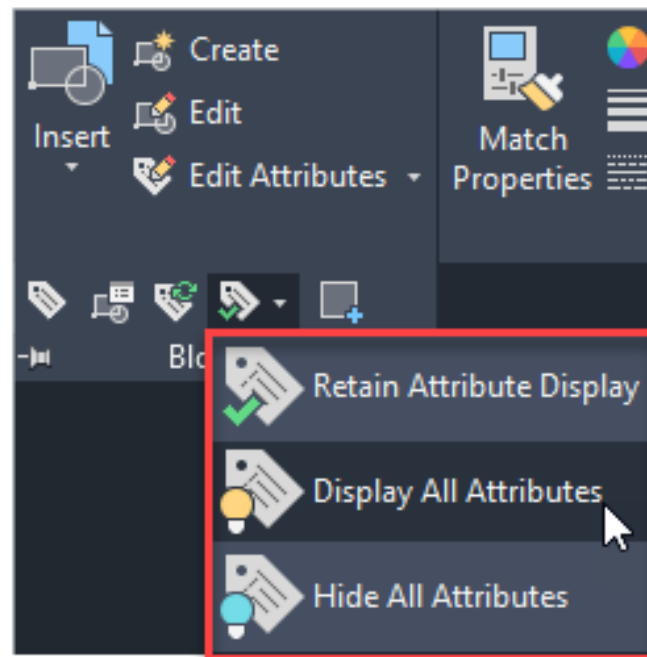 Create
Edit
Insert
Edit Attributes
Match
Properties
Retain Attribute Display
Display All Attributes
Hide All Attributes